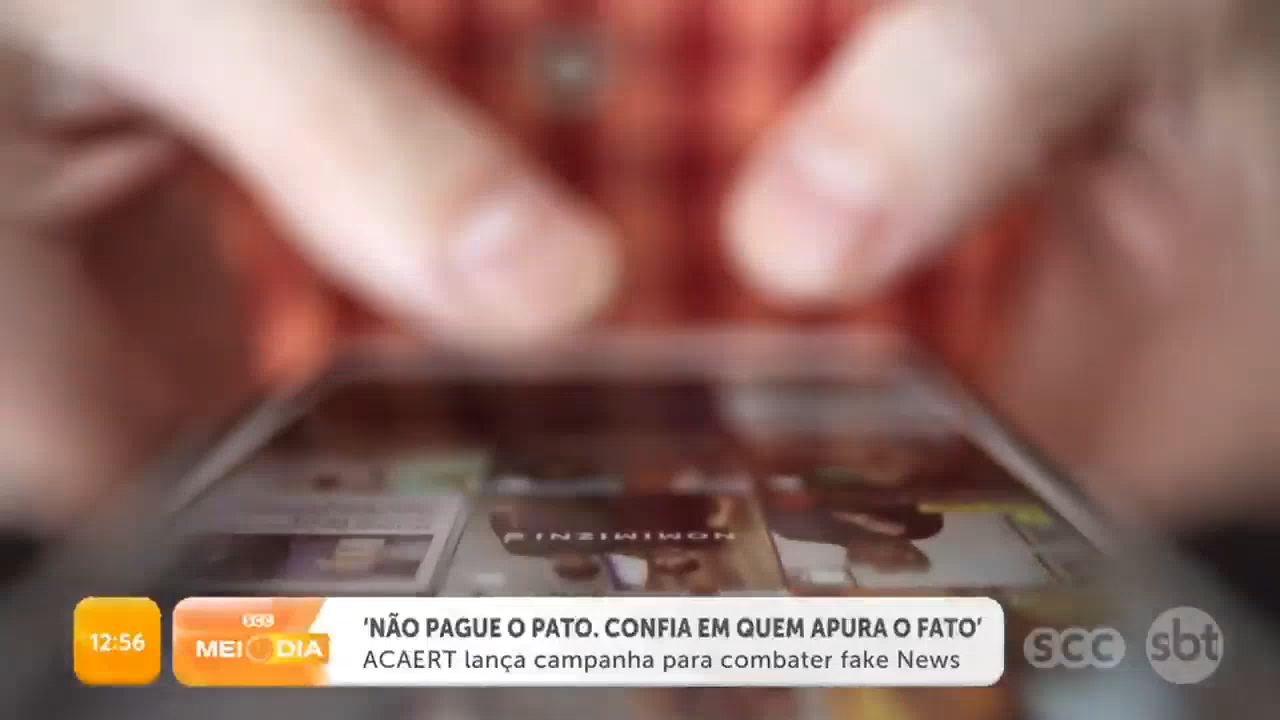 12:56
scc
MEIO DIA
'NÃO PAGUE O PATO. CONFIA EM QUEM APURA O FATO'
ACAERT lança campanha para combater fake News
scc sbt